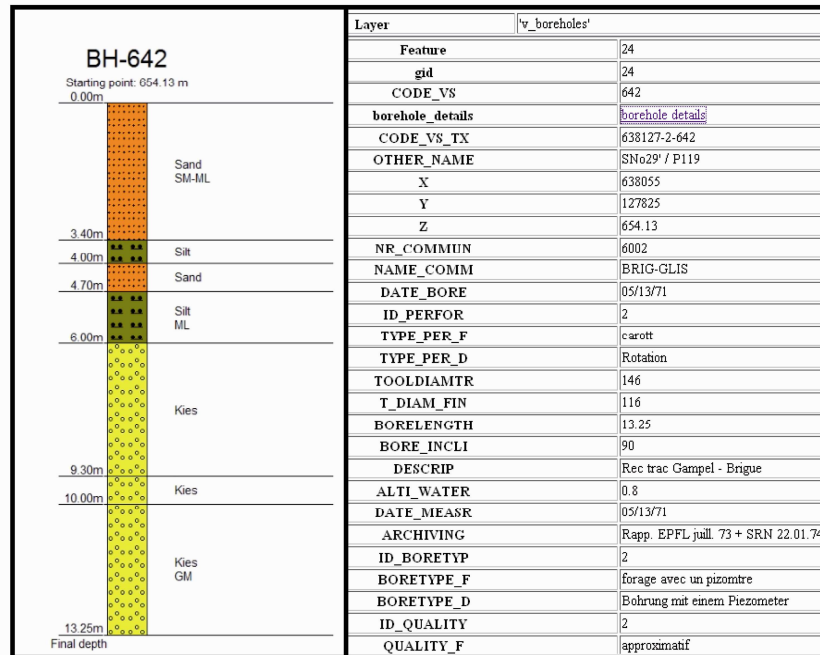 BH-642
Starting point: 654.13 m
0.00m
Sand
SM-ML
3.40m
Silt
4.00m
Sand
4.70m
Silt
ML
6.00m
Kies
9.30m
Kies
10.00m
Kies
GM
13.25m
Final depth
Layer 'v_boreholes'
Feature 24
gid 24
CODE_VS 642
borehole_details borehole details
CODE_VS_TX 638127-2-642
OTHER_NAME SNo29' / P119
X 638055
Y 127825
Z 654.13
NR_COMMUN 6002
NAME_COMM BRIG-GLIS
DATE_BORE 05/13/71
ID_PERFOR 2
TYPE_PER_F carott
TYPE_PER_D Rotation
TOOLDIAMTR 146
T_DIAM_FIN 116
BORELENGTH 13.25
BORE_INCLI 90
DESCRIP Rec trac Gampel - Brigue
ALTI_WATER 0.8
DATE_MEASR 05/13/71
ARCHIVING Rapp. EPFL juill. 73 + SRN 22.01.74
ID_BORETYP 2
BORETYPE_F forage avec un pizomtre
BORETYPE_D Bohrung mit einem Piezometer
ID_QUALITY 2
QUALITY_F approximatif